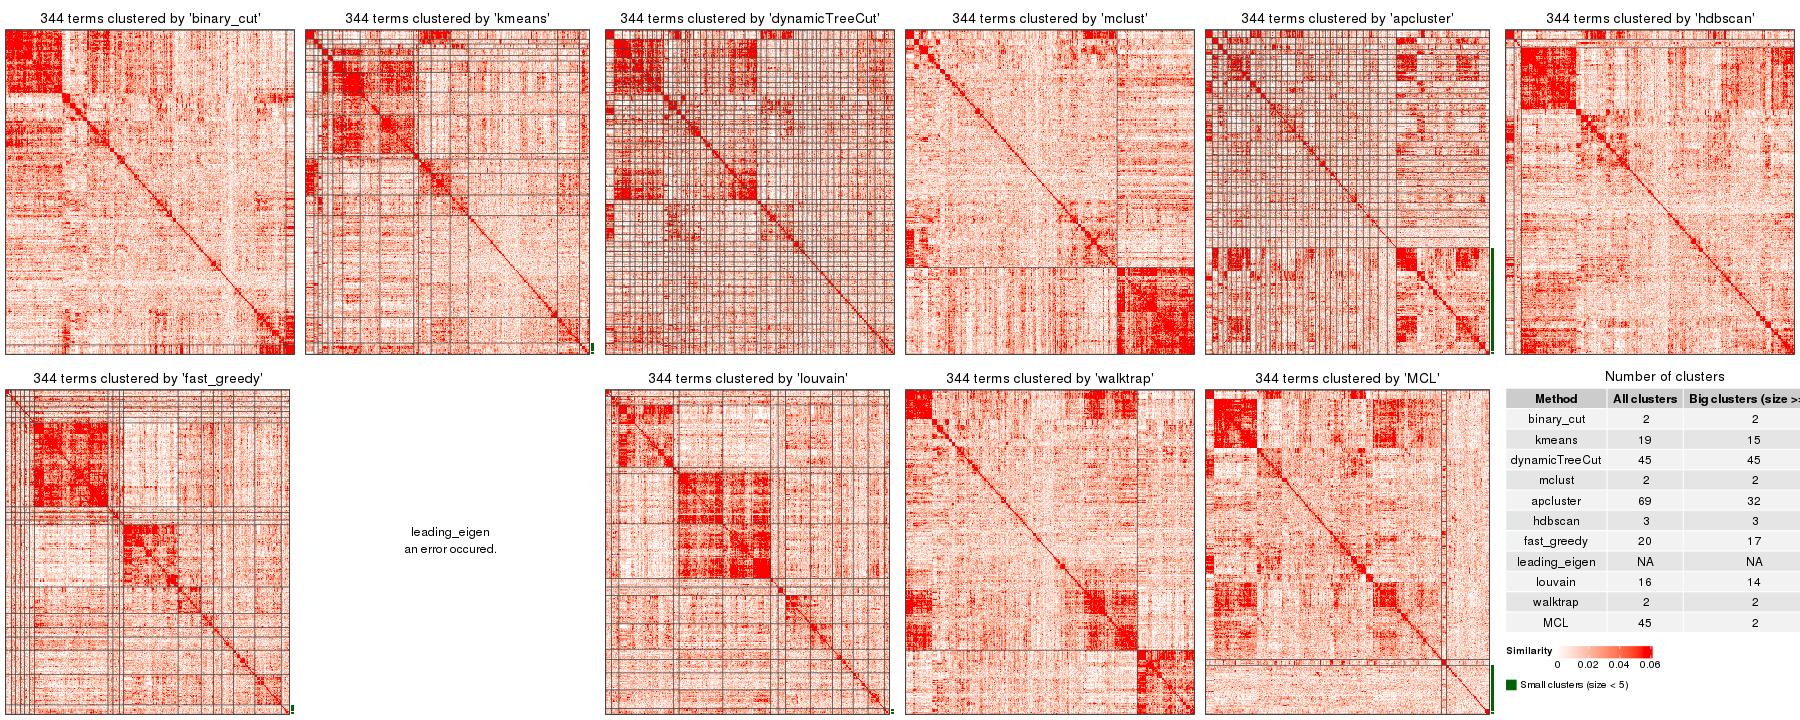 344 terms clustered by 'binary_cut'
344 terms clustered by 'kmeans'
344 terms clustered by 'dynamicTreeCut'
344 terms clustered by 'mclust'
344 terms clustered by 'apcluster'
344 terms clustered by 'hdbscan'
344 terms clustered by 'fast_greedy'
leading_eigen
an error occured.
344 terms clustered by 'louvain'
344 terms clustered by 'walktrap'
344 terms clustered by 'MCL'
Number of clusters
Method All clusters Big clusters (size >
binary_cut 2 2
kmeans 19 15
dynamicTreeCut 45 45
mclust 2 2
apcluster 69 32
hdbscan 3 3
fast_greedy 20 17
leading_eigen NA NA
louvain 16 14
walktrap 2 2
MCL 45 2
Similarity
0 0.02 0.04 0.06
Small clusters (size < 5)